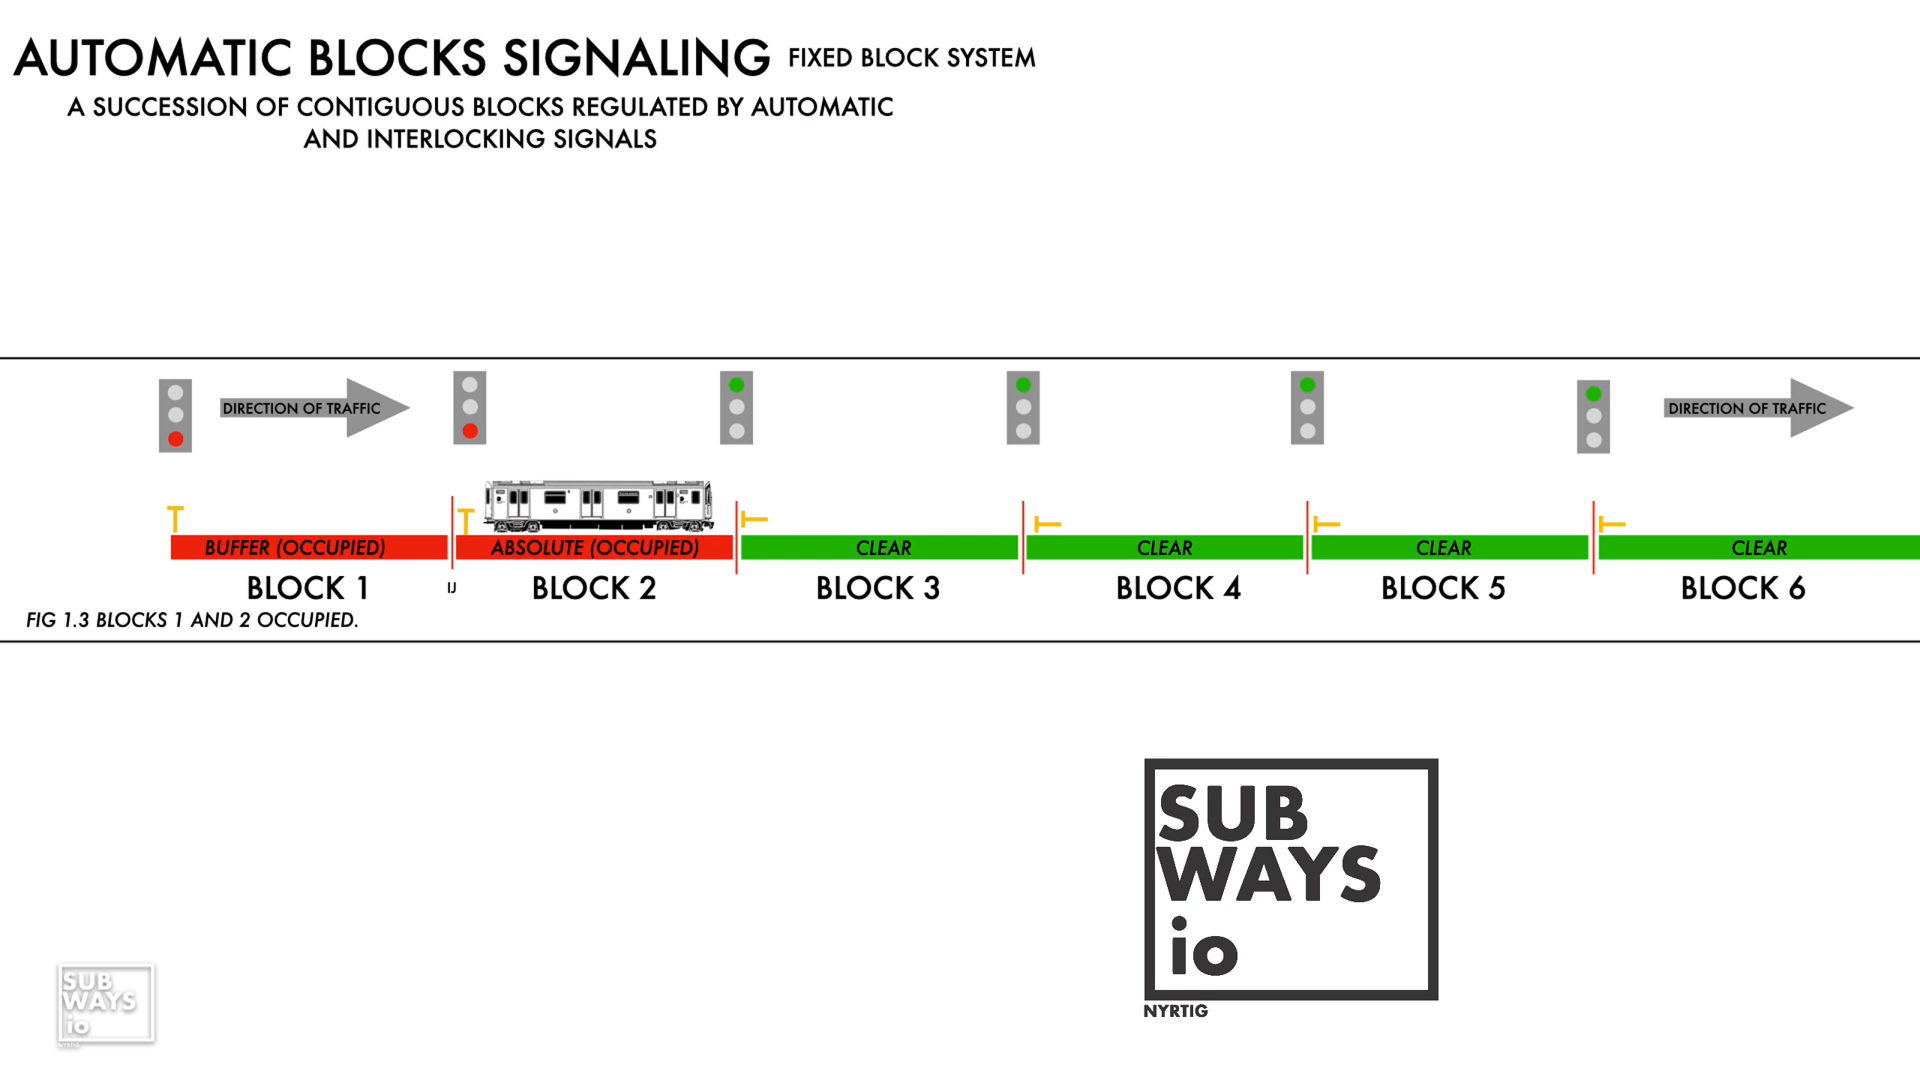 AUTOMATIC BLOCKS SIGNALING FIXED BLOCK SYSTEM
A SUCCESSION OF CONTIGUOUS BLOCKS REGULATED BY AUTOMATIC
AND INTERLOCKING SIGNALS
DIRECTION OF TRAFFIC
DIRECTION OF TRAFFIC
BUFFER (OCCUPIED)
ABSOLUTE (OCCUPIED)
CLEAR
CLEAR
CLEAR
CLEAR
BLOCK 1
IJ
BLOCK 2
BLOCK 3
BLOCK 4
BLOCK 5
BLOCK 6
FIG 1.3 BLOCKS 1 AND 2 OCCUPIED.
SUB
WAYS
io
NYRTIG
SUB
WAYS
io
NYRTIG